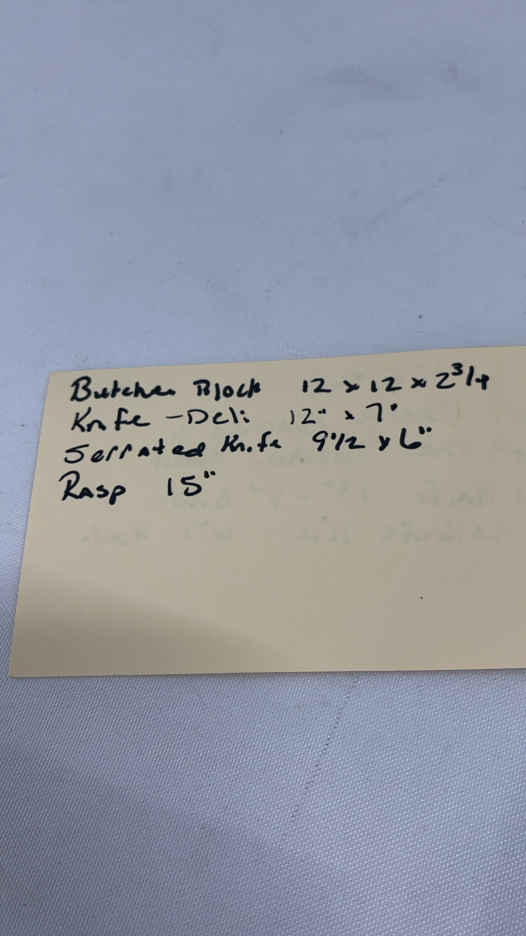 Butcher Block 12 x 12 x 2 3/4
Knife - Deli 12" x 7"
Serrated Knife 9 1/2 x 6"
Rasp 15"